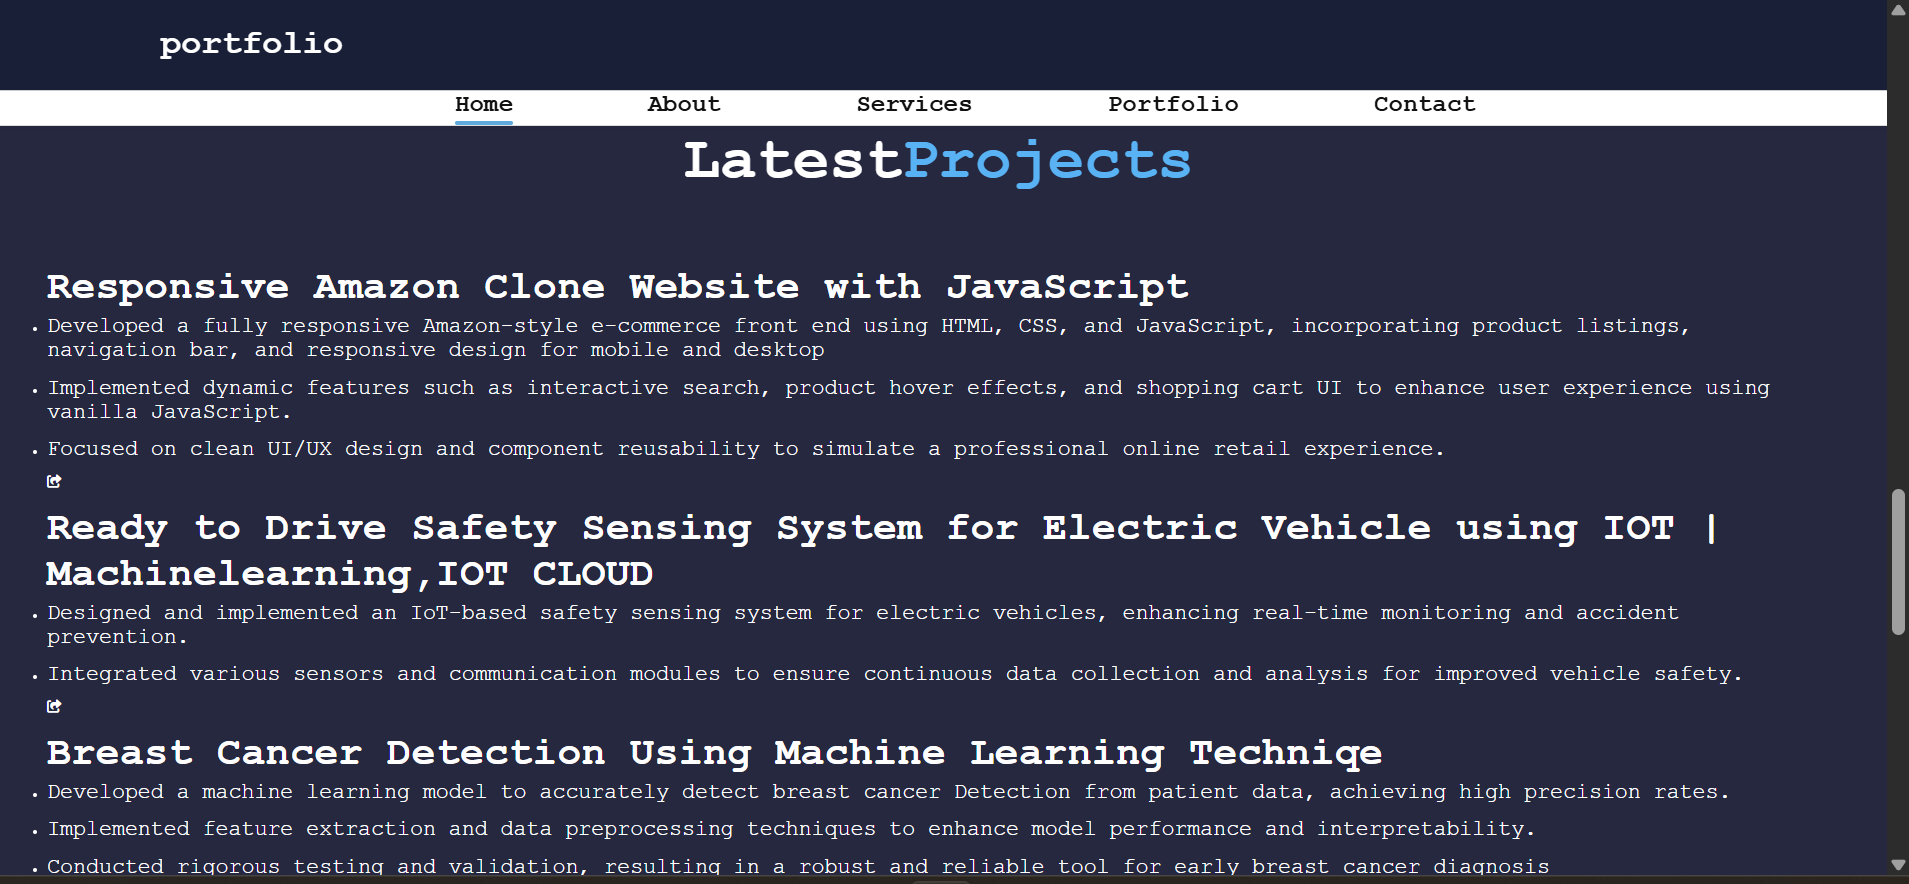 portfolio
Home About Services Portfolio Contact
LatestProjects
Responsive Amazon Clone Website with JavaScript
• Developed a fully responsive Amazon-style e-commerce front end using HTML, CSS, and JavaScript, incorporating product listings,
navigation bar, and responsive design for mobile and desktop
• Implemented dynamic features such as interactive search, product hover effects, and shopping cart UI to enhance user experience using
vanilla JavaScript.
• Focused on clean UI/UX design and component reusability to simulate a professional online retail experience.
Ready to Drive Safety Sensing System for Electric Vehicle using IOT |
Machinelearning,IOT CLOUD
• Designed and implemented an IoT-based safety sensing system for electric vehicles, enhancing real-time monitoring and accident
prevention.
• Integrated various sensors and communication modules to ensure continuous data collection and analysis for improved vehicle safety.
Breast Cancer Detection Using Machine Learning Techniqe
• Developed a machine learning model to accurately detect breast cancer Detection from patient data, achieving high precision rates.
• Implemented feature extraction and data preprocessing techniques to enhance model performance and interpretability.
• Conducted rigorous testing and validation, resulting in a robust and reliable tool for early breast cancer diagnosis